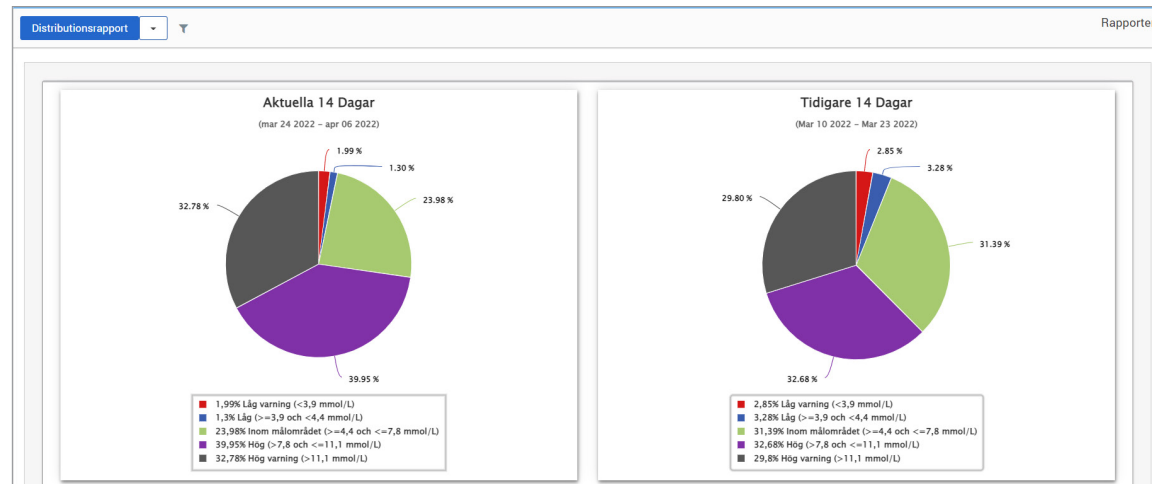 Distributionsrapport
Aktuella 14 Dagar
(mar 24 2022 – apr 06 2022)
1.99 %
1.30 %
23.98 %
32.78 %
39.95 %
1,99% Låg varning (<3,9 mmol/L)
1,3% Låg (>=3,9 och <4,4 mmol/L)
23,98% Inom målområdet (>=4,4 och <=7,8 mmol/L)
39,95% Hög (>7,8 och <=11,1 mmol/L)
32,78% Hög varning (>11,1 mmol/L)
Tidigare 14 Dagar
(Mar 10 2022 – Mar 23 2022)
2.85 %
3.28 %
29.80 %
31.39 %
32.68 %
2,85% Låg varning (<3,9 mmol/L)
3,28% Låg (>=3,9 och <4,4 mmol/L)
31,39% Inom målområdet (>=4,4 och <=7,8 mmol/L)
32,68% Hög (>7,8 och <=11,1 mmol/L)
29,8% Hög varning (>11,1 mmol/L)